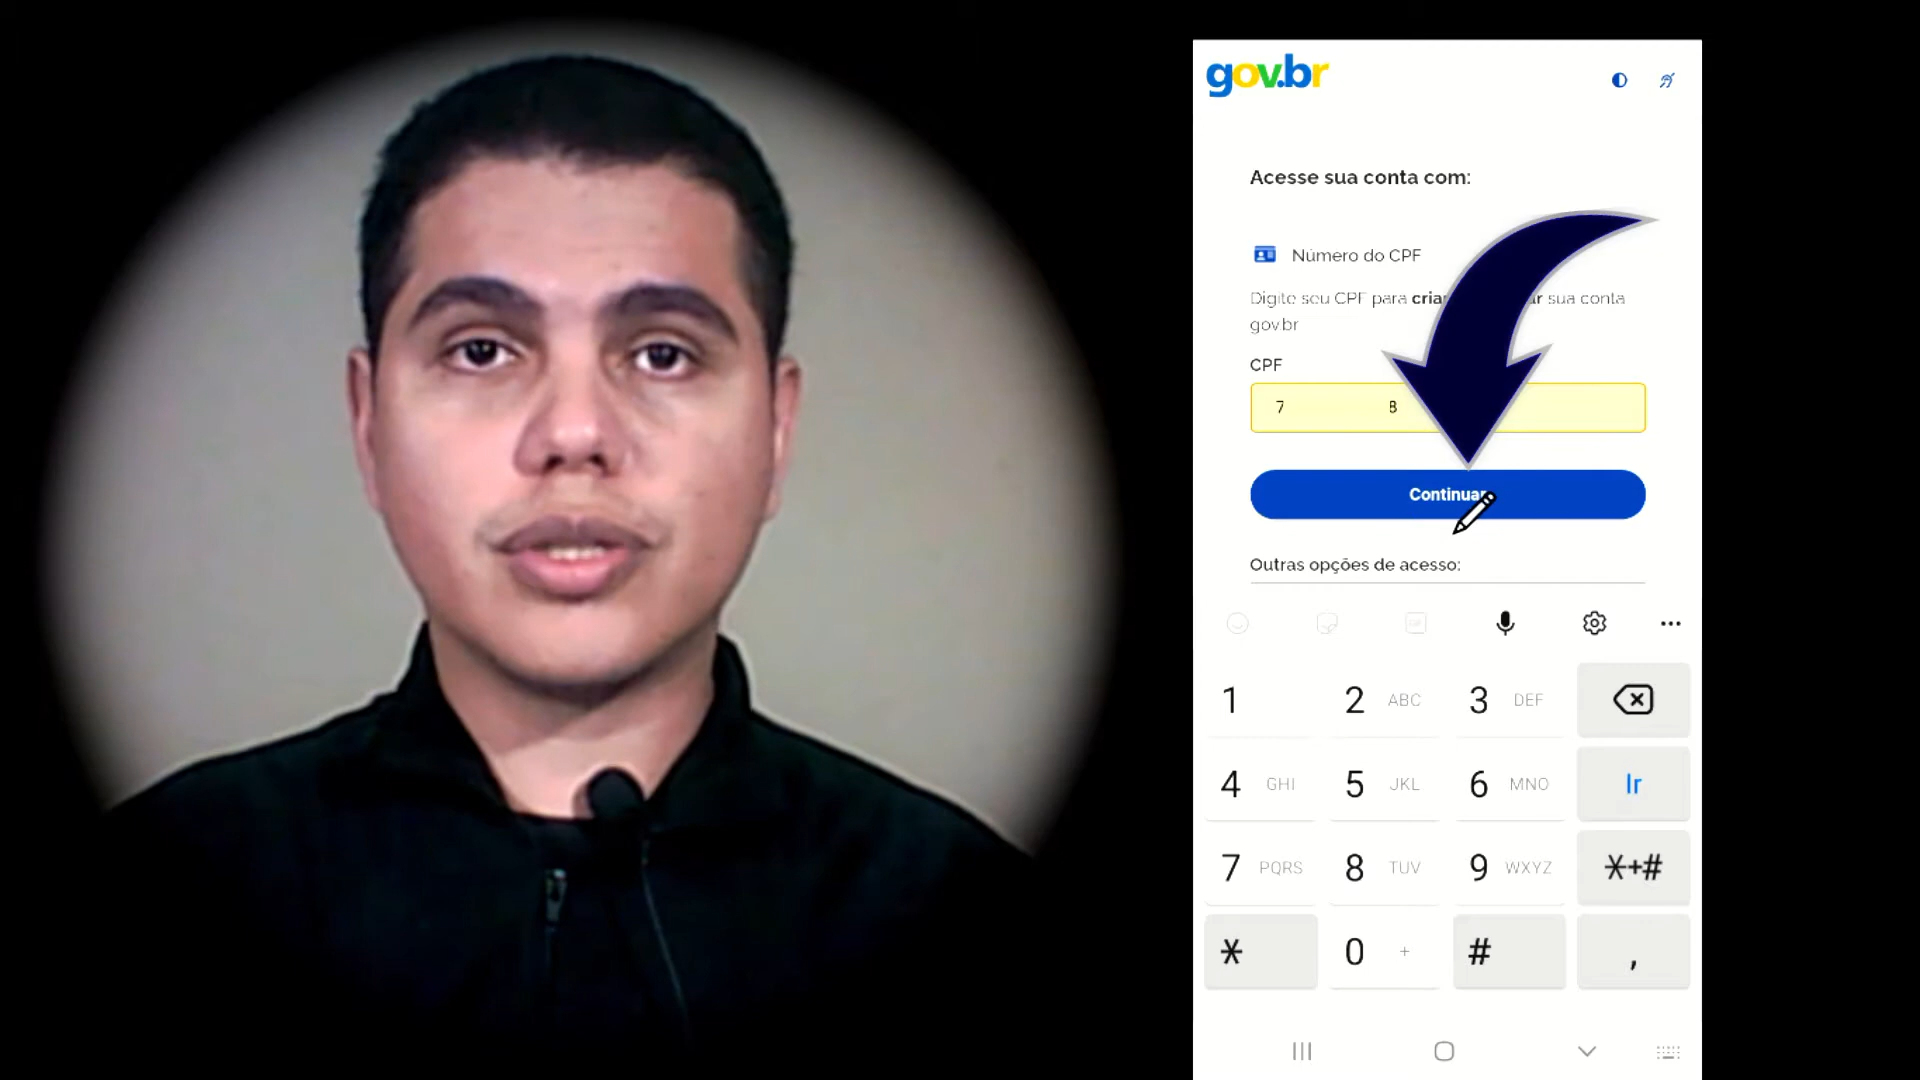 gov.br
Acesse sua conta com:
Número do CPF
Digite seu CPF para sua conta
gov.br
CPF
7 8
Continuar
Outras opções de acesso:
1 2 ABC 3 DEF
4 GHI 5 JKL 6 MNO Ir
7 PQRS 8 TUV 9 WXYZ *+#
* 0 + # ,